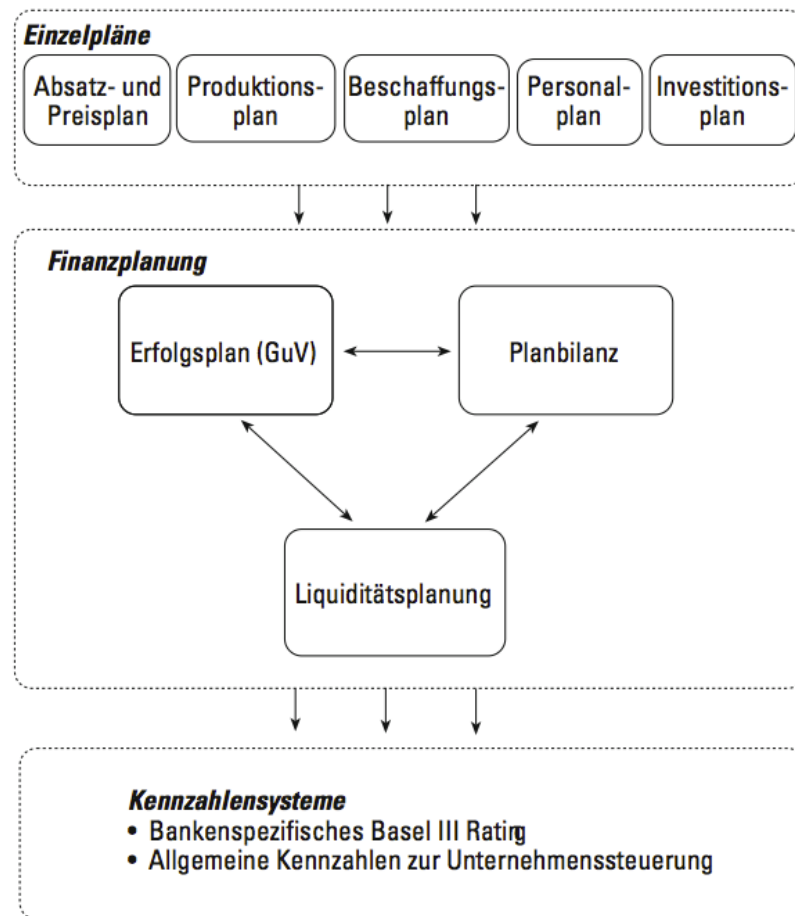 Einzelpläne
Absatz- und
Preisplan
Produktions-
plan
Beschaffungs-
plan
Personal-
plan
Investitions-
plan
Finanzplanung
Erfolgsplan (GuV)
Planbilanz
Liquiditätsplanung
Kennzahlensysteme
• Bankenspezifisches Basel III Rating
• Allgemeine Kennzahlen zur Unternehmenssteuerung